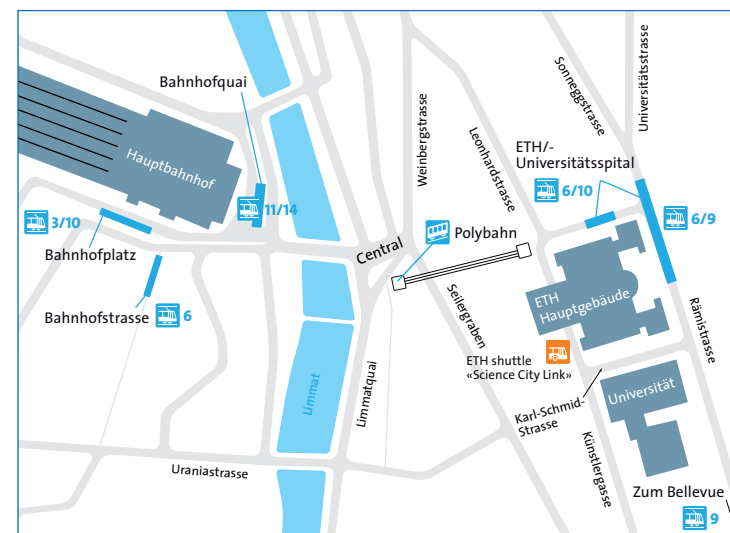 Bahnhofquai
Hauptbahnhof
3/10
11/14
Bahnhofplatz
Bahnhofstrasse
6
Weinbergstrasse
Leonhardstrasse
Sonneggstrasse
Universitätsstrasse
ETH/-
Universitätsspital
6/10
6/9
Central
Polybahn
ETH
Hauptgebäude
Seilergraben
Rämistrasse
Limmat
Limmatquai
ETH shuttle
«Science City Link»
Karl-Schmid-
Strasse
Universität
Künstlergasse
Uraniastrasse
Zum Bellevue
9